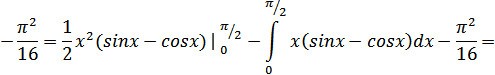 −π²/16 = 1/2 x²(sinx − cosx) |₀^{π/2} − ∫₀^{π/2} x(sinx − cosx)dx − π²/16 =